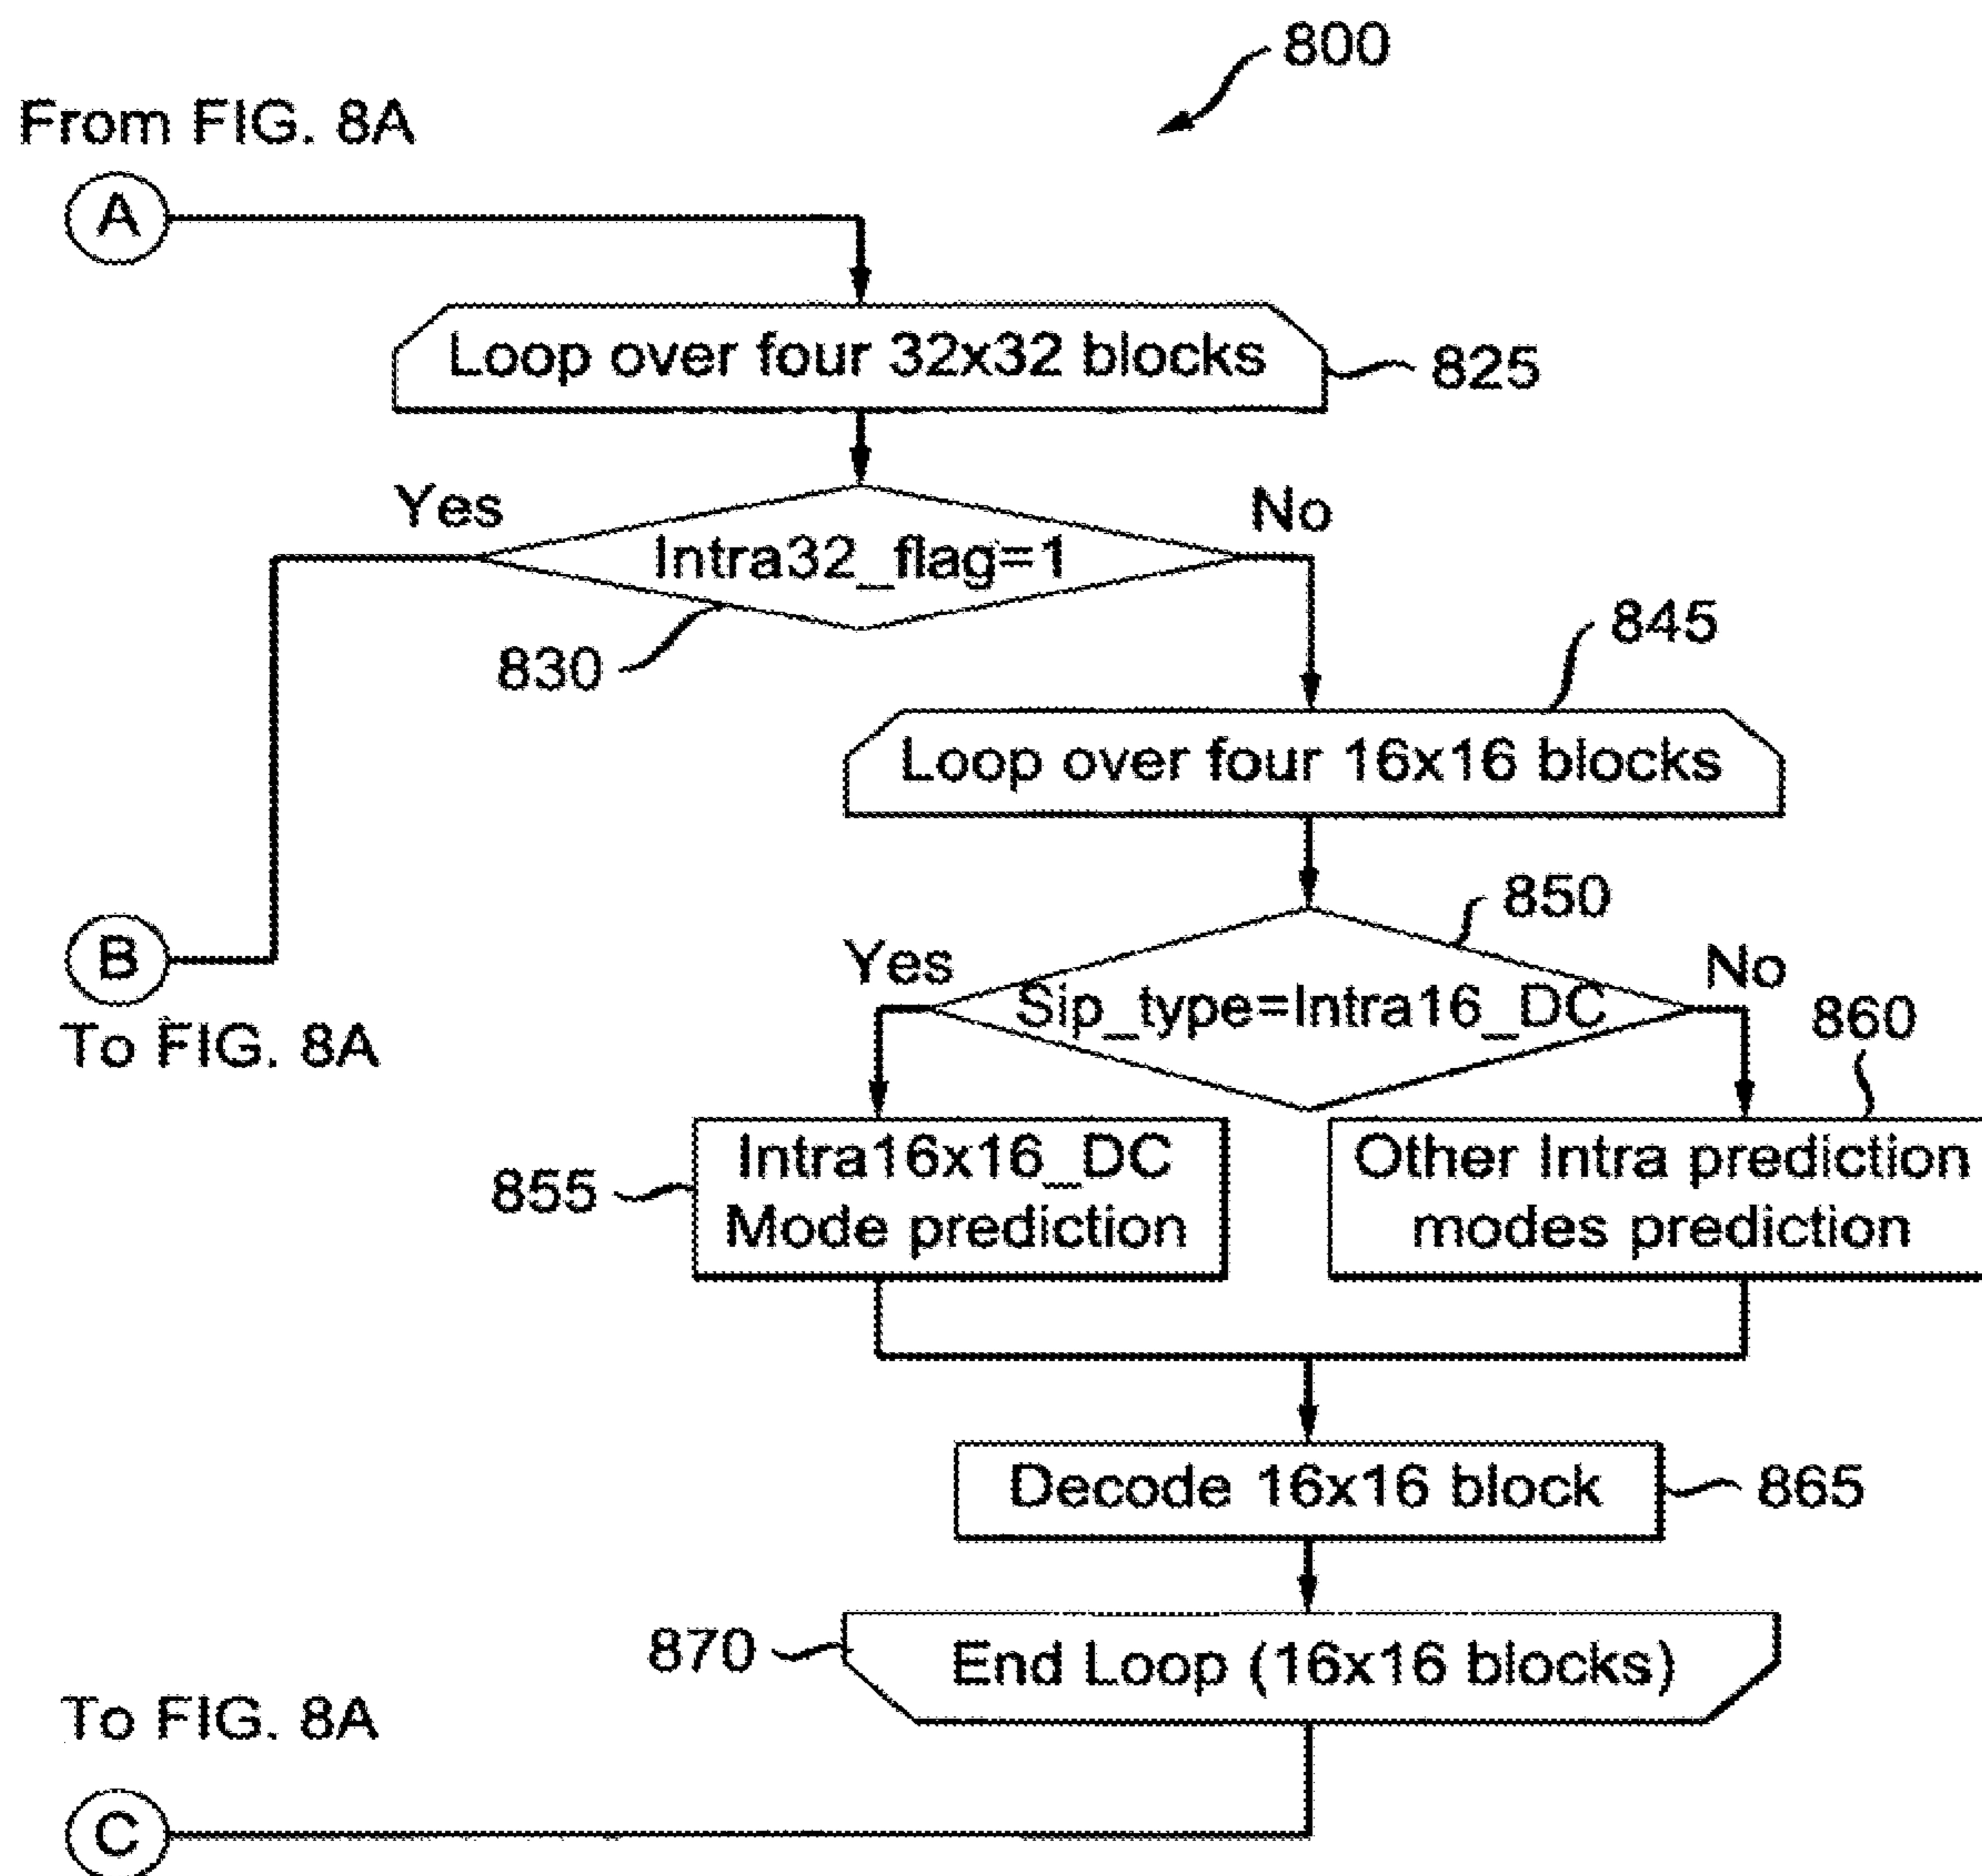 800
From FIG. 8A
A
Loop over four 32x32 blocks
825
Yes
No
Intra32_flag=1
830
845
Loop over four 16x16 blocks
850
Yes
No
Sip_type=Intra16_DC
B
To FIG. 8A
860
855
Intra16x16_DC
Mode prediction
Other Intra prediction
modes prediction
Decode 16x16 block
865
870
End Loop (16x16 blocks)
To FIG. 8A
C